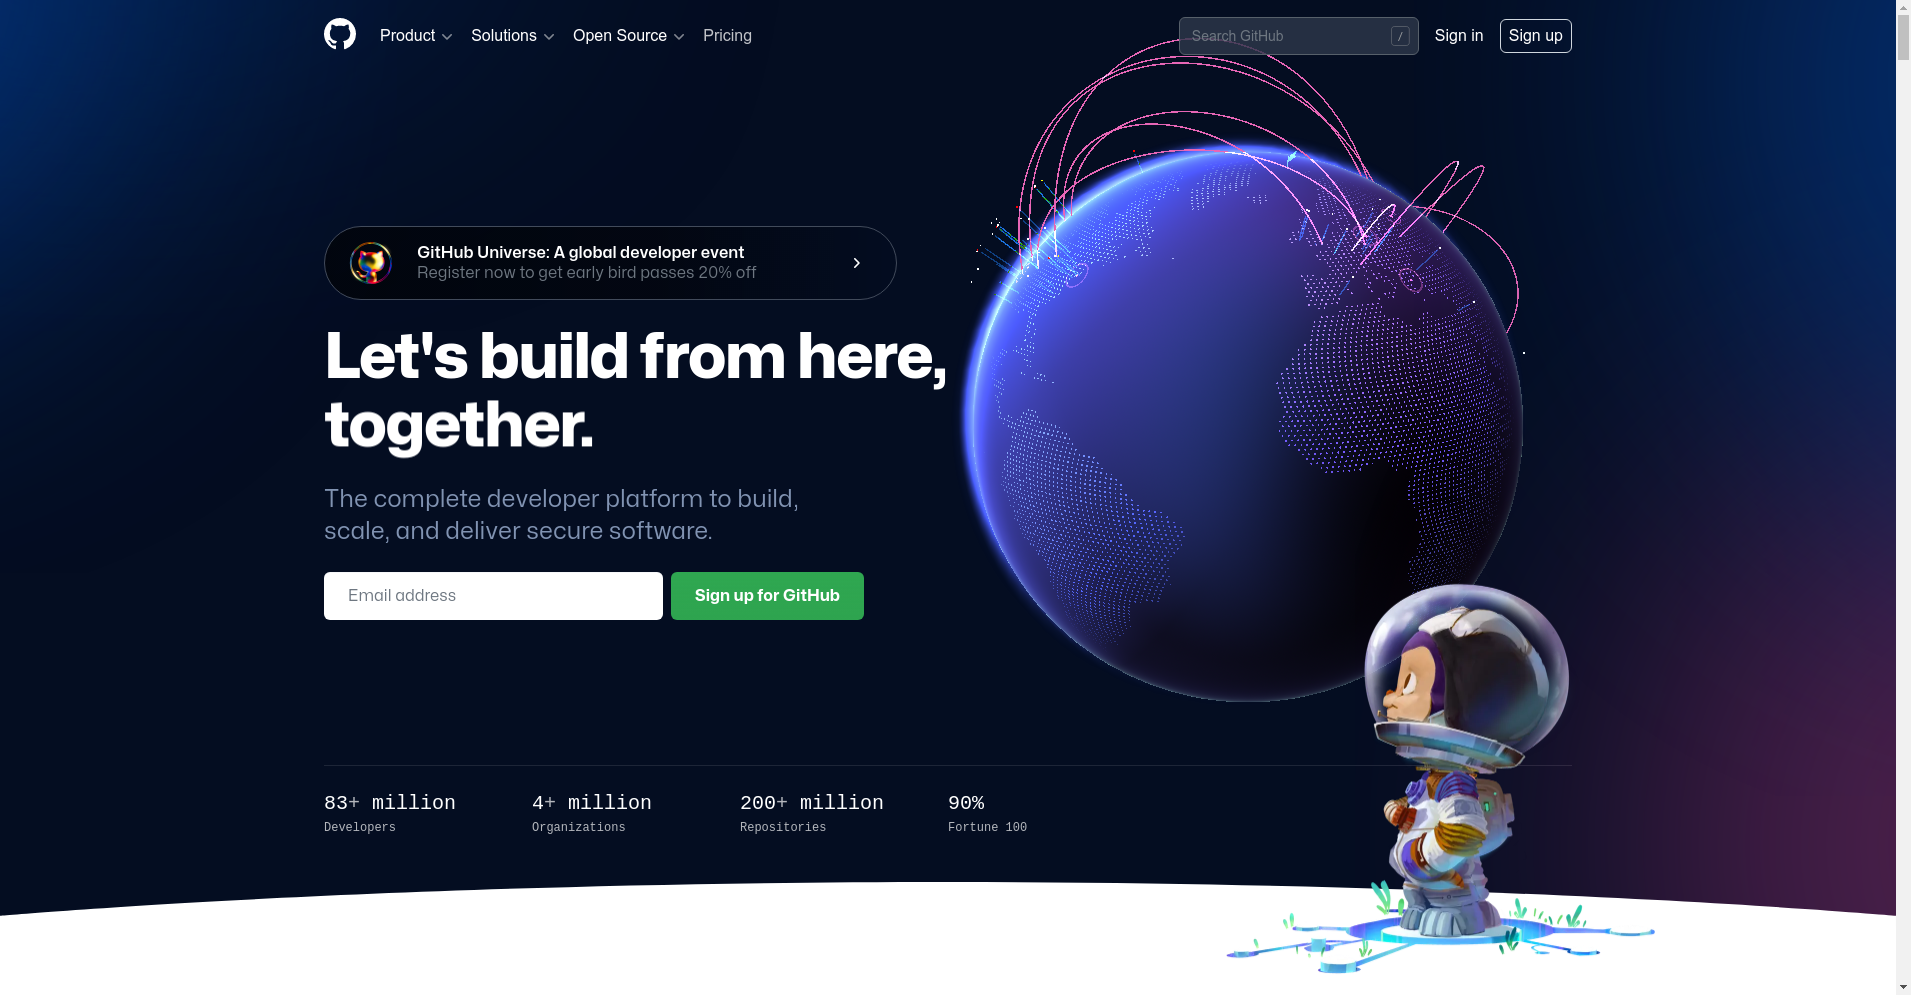 Product
Solutions
Open Source
Pricing
Search GitHub
/
Sign in
Sign up
GitHub Universe: A global developer event
Register now to get early bird passes 20% off
Let's build from here,
together.
The complete developer platform to build,
scale, and deliver secure software.
Email address
Sign up for GitHub
83+ million
Developers
4+ million
Organizations
200+ million
Repositories
90%
Fortune 100